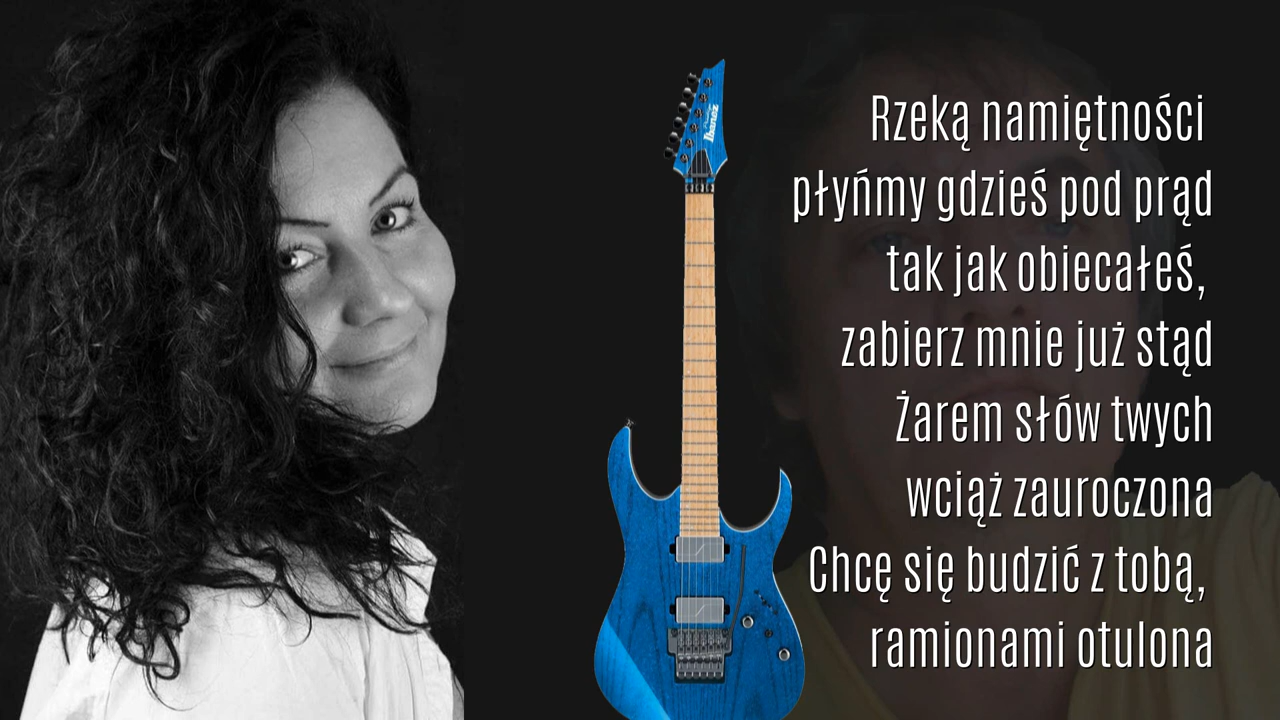 Ibanez
Rzeką namiętności
płyńmy gdzieś pod prąd
tak jak obiecałeś,
zabierz mnie już stąd
Żarem słów twych
wciąż zauroczona
Chcę się budzić z tobą,
ramionami otulona